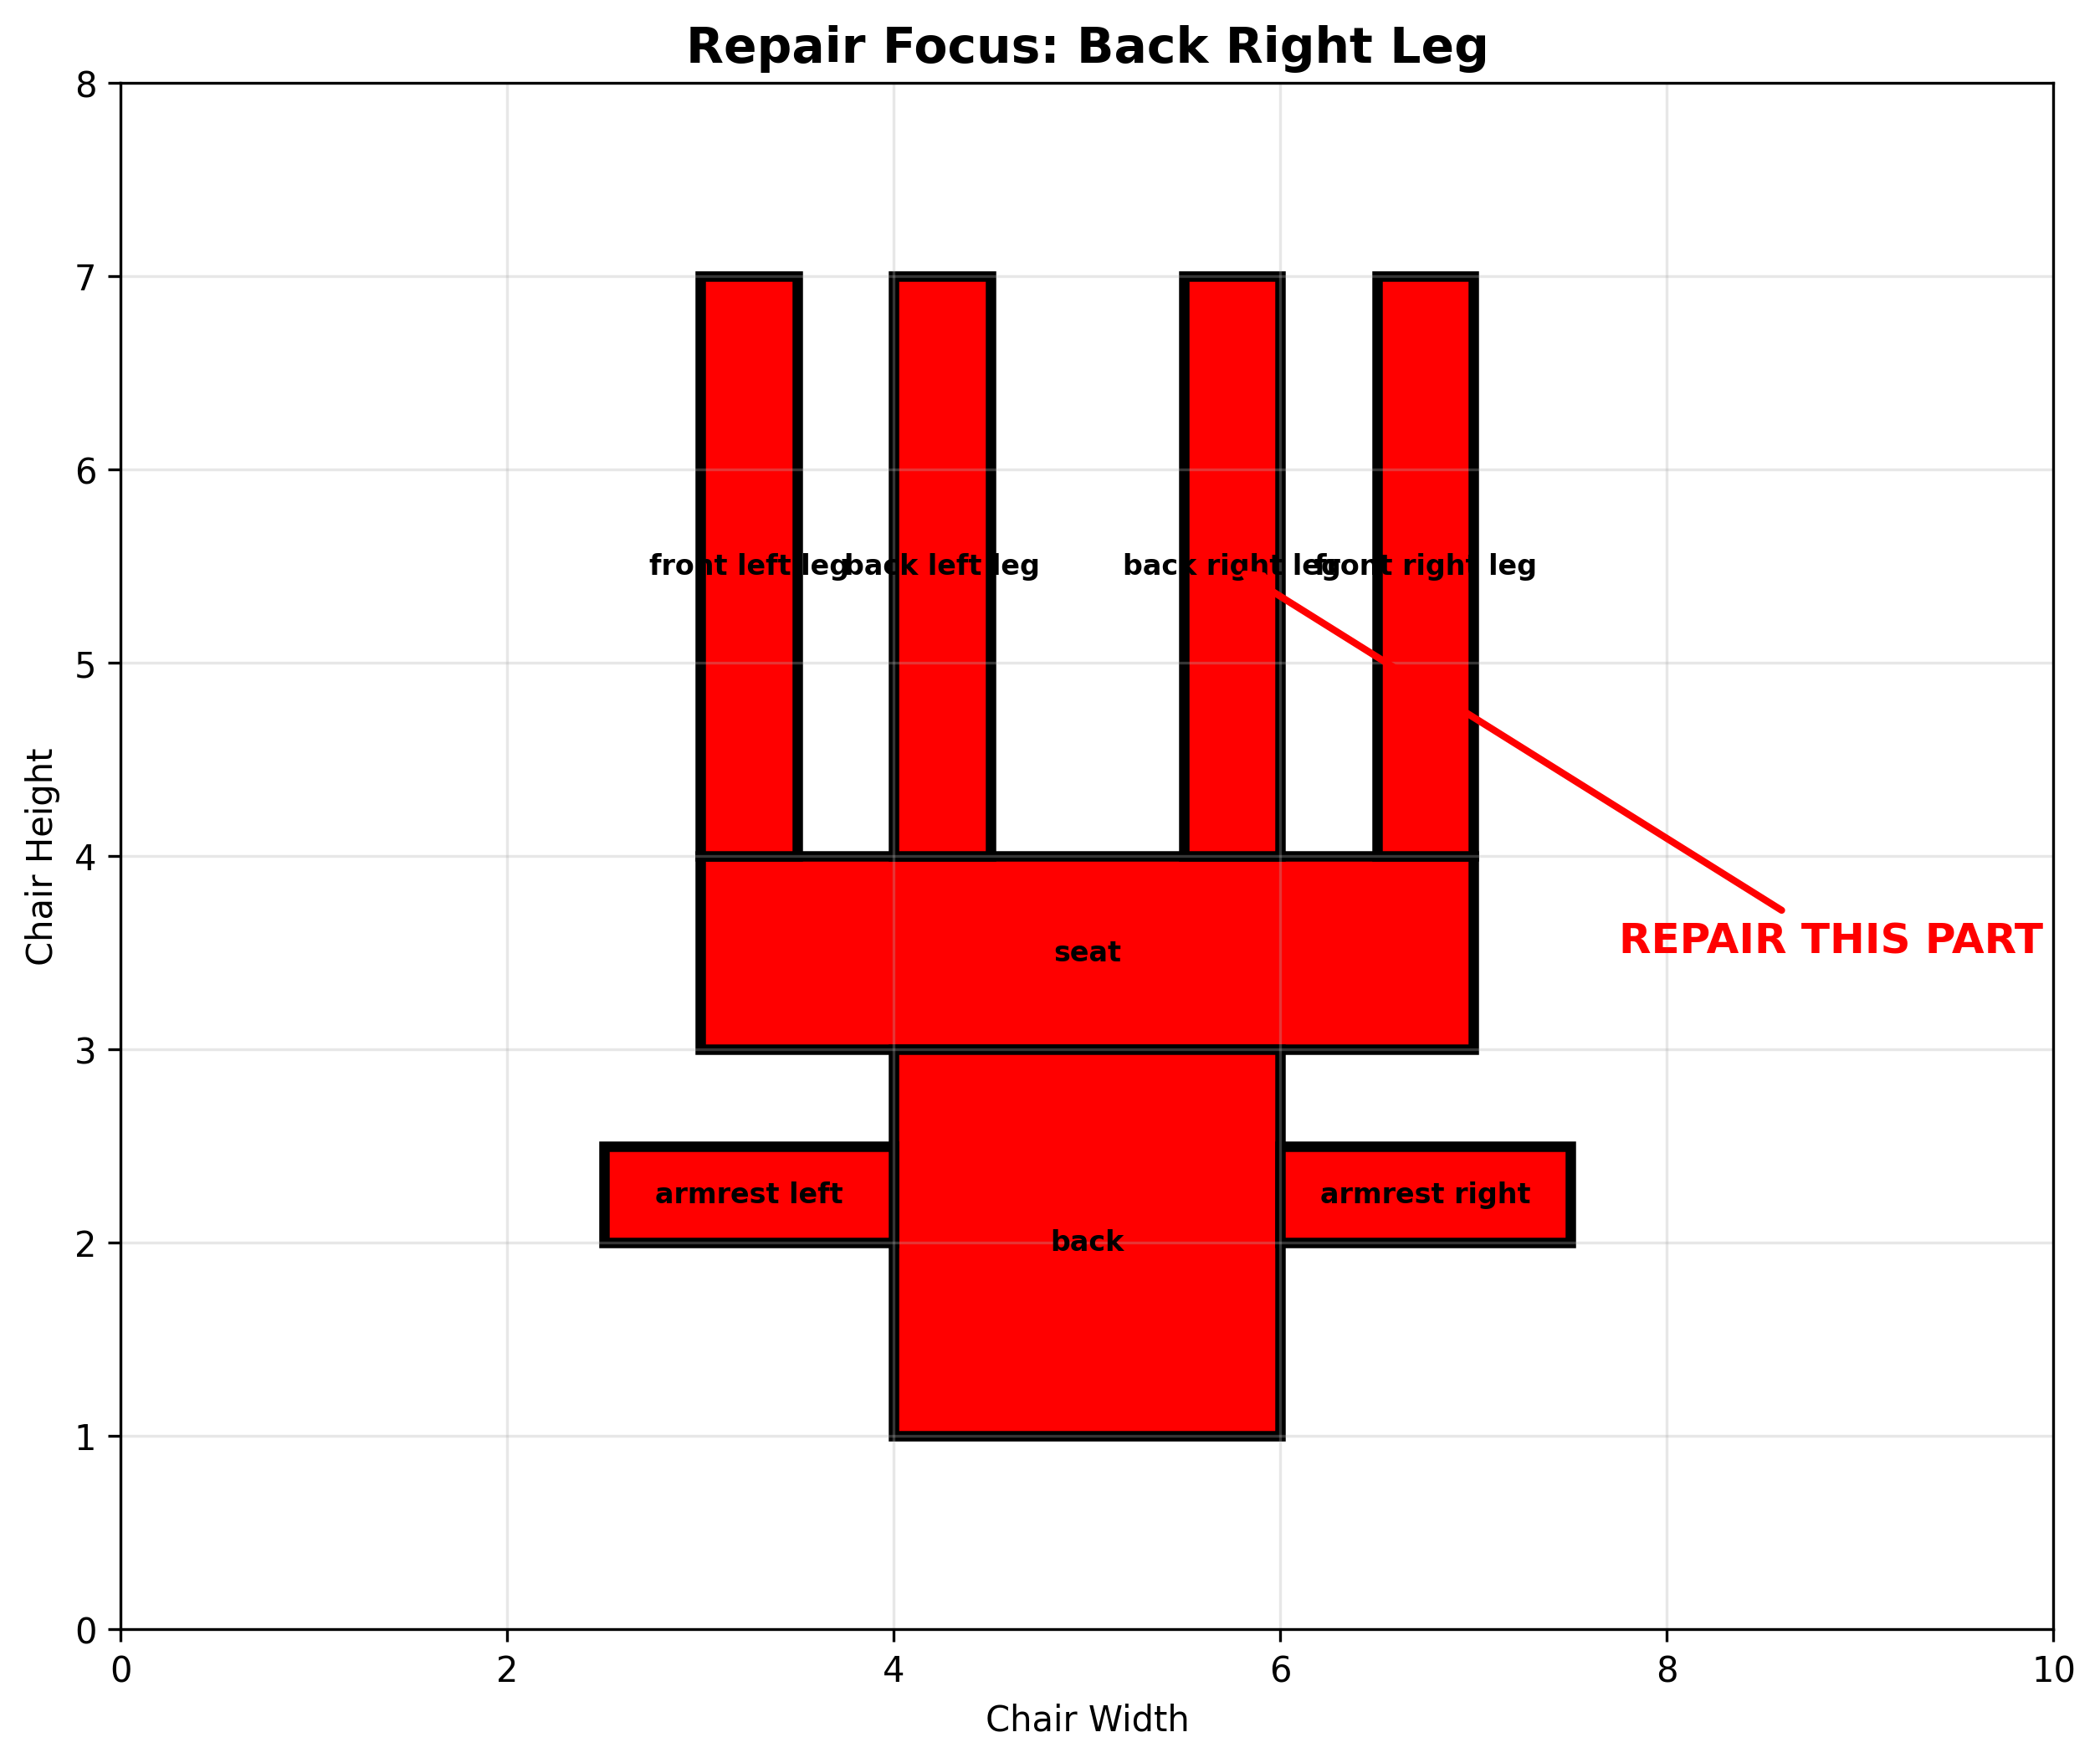 Repair Focus: Back Right Leg
8
7
6
5
4
3
2
1
0
Chair Height
front left leg
back left leg
back right leg
front right leg
seat
REPAIR THIS PART
armrest left
armrest right
back
0 2 4 6 8 10
Chair Width